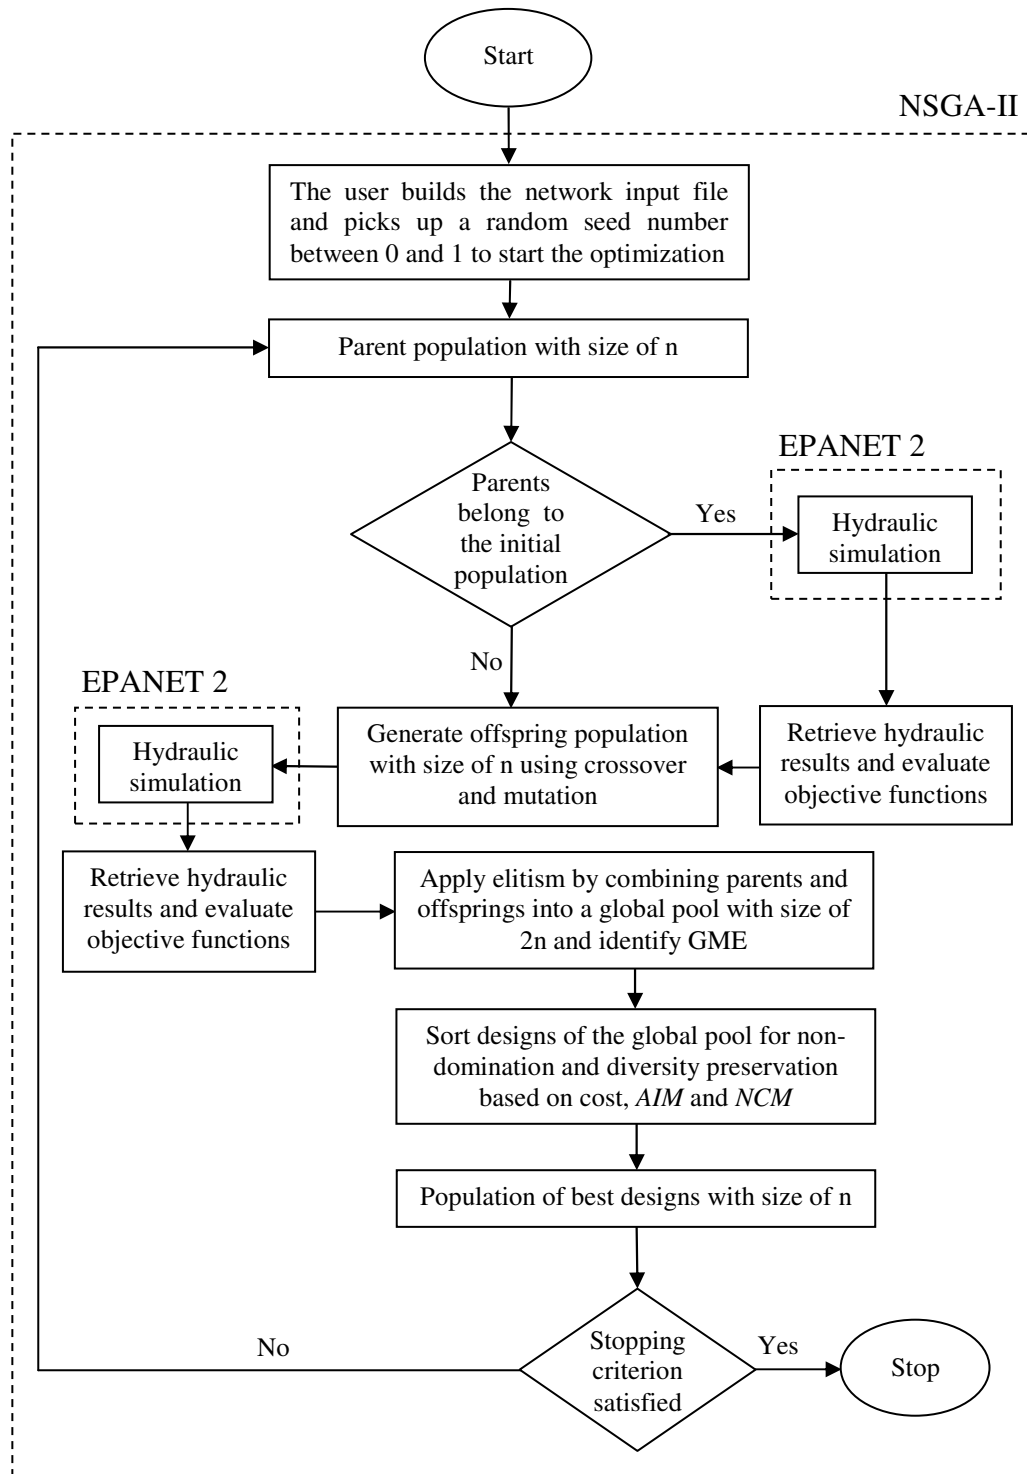 Start
NSGA-II
The user builds the network input file
and picks up a random seed number
between 0 and 1 to start the optimization
Parent population with size of n
Parents
belong to
the initial
population
Yes
EPANET 2
Hydraulic
simulation
No
EPANET 2
Hydraulic
simulation
Generate offspring population
with size of n using crossover
and mutation
Retrieve hydraulic
results and evaluate
objective functions
Retrieve hydraulic
results and evaluate
objective functions
Apply elitism by combining parents and
offsprings into a global pool with size of
2n and identify GME
Sort designs of the global pool for non-
domination and diversity preservation
based on cost, AIM and NCM
Population of best designs with size of n
No
Stopping
criterion
satisfied
Yes
Stop